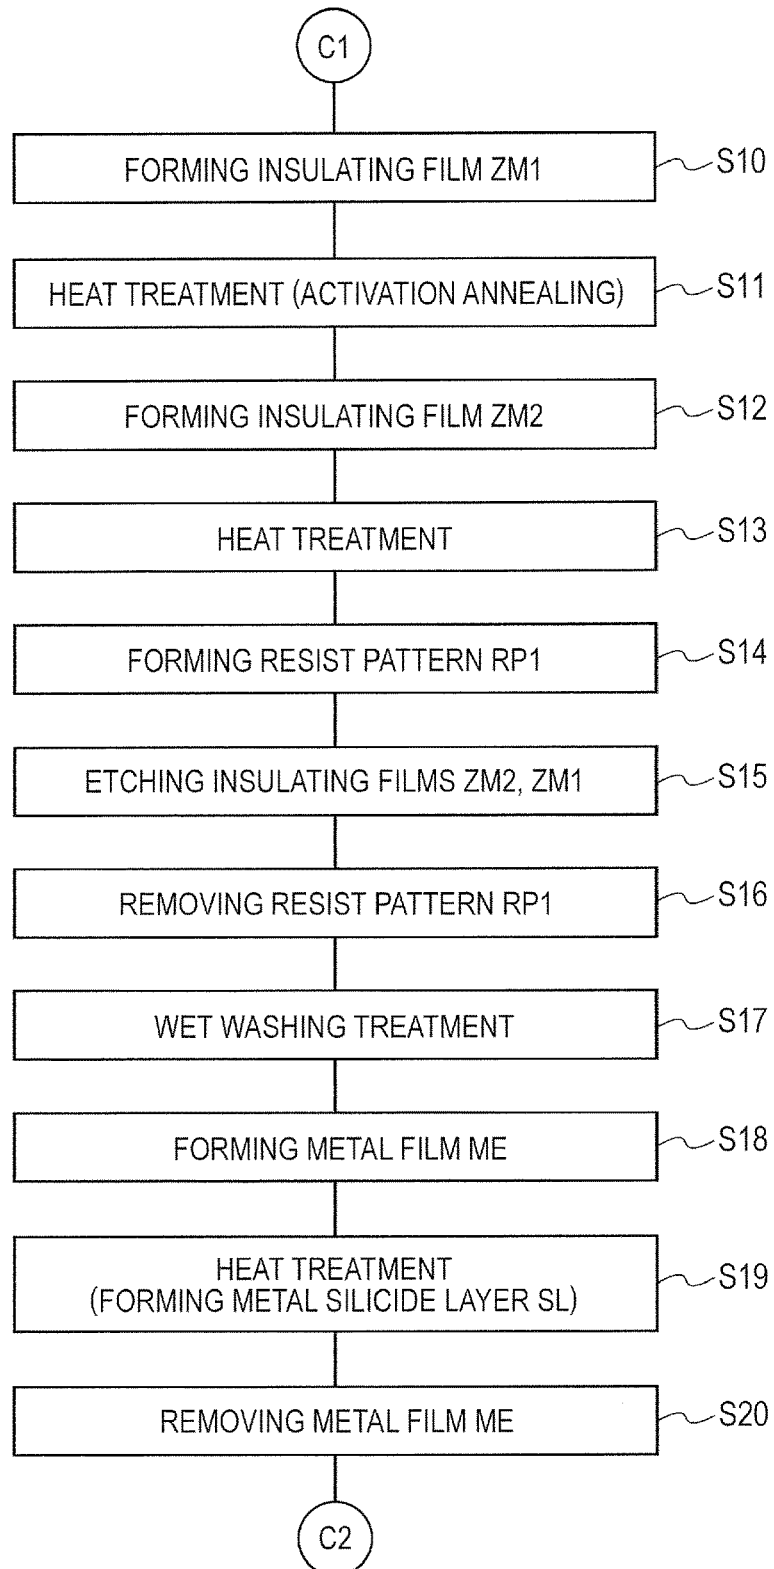 C1
FORMING INSULATING FILM ZM1
S10
HEAT TREATMENT (ACTIVATION ANNEALING)
S11
FORMING INSULATING FILM ZM2
S12
HEAT TREATMENT
S13
FORMING RESIST PATTERN RP1
S14
ETCHING INSULATING FILMS ZM2, ZM1
S15
REMOVING RESIST PATTERN RP1
S16
WET WASHING TREATMENT
S17
FORMING METAL FILM ME
S18
HEAT TREATMENT
(FORMING METAL SILICIDE LAYER SL)
S19
REMOVING METAL FILM ME
S20
C2